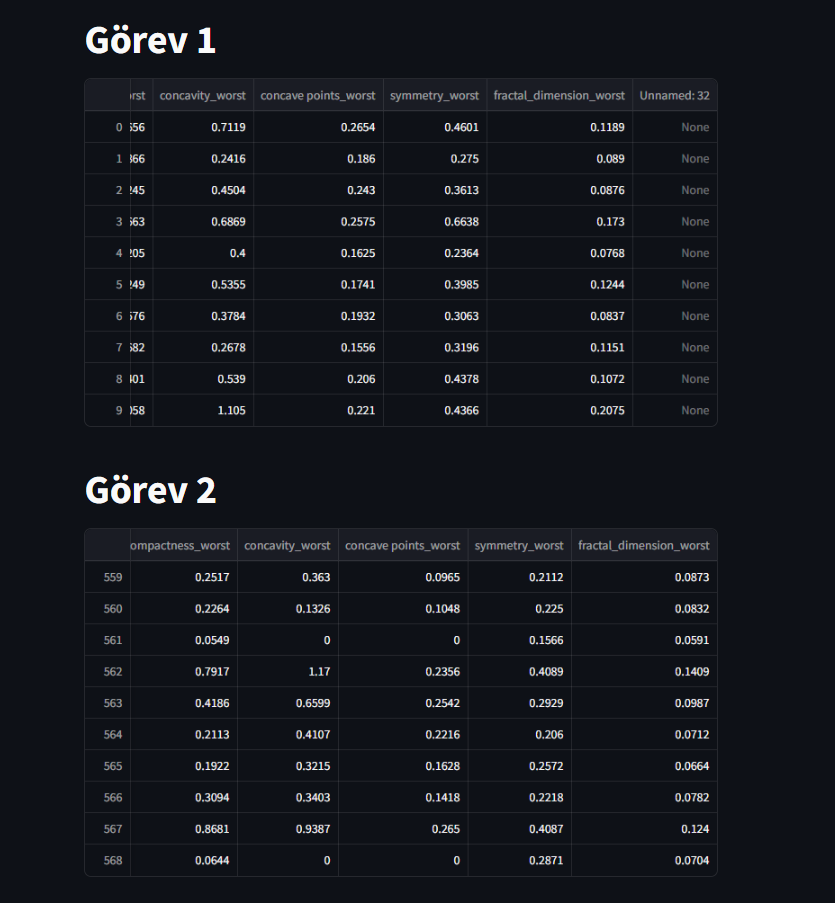 Görev 1
rst concavity_worst concave points_worst symmetry_worst fractal_dimension_worst Unnamed: 32
0 656 0.7119 0.2654 0.4601 0.1189 None
1 866 0.2416 0.186 0.275 0.089 None
2 245 0.4504 0.243 0.3613 0.0876 None
3 663 0.6869 0.2575 0.6638 0.173 None
4 205 0.4 0.1625 0.2364 0.0768 None
5 249 0.5355 0.1741 0.3985 0.1244 None
6 576 0.3784 0.1932 0.3063 0.0837 None
7 682 0.2678 0.1556 0.3196 0.1151 None
8 401 0.539 0.206 0.4378 0.1072 None
9 058 1.105 0.221 0.4366 0.2075 None
Görev 2
ompactness_worst concavity_worst concave points_worst symmetry_worst fractal_dimension_worst
559 0.2517 0.363 0.0965 0.2112 0.0873
560 0.2264 0.1326 0.1048 0.225 0.0832
561 0.0549 0 0 0.1566 0.0591
562 0.7917 1.17 0.2356 0.4089 0.1409
563 0.4186 0.6599 0.2542 0.2929 0.0987
564 0.2113 0.4107 0.2216 0.206 0.0712
565 0.1922 0.3215 0.1628 0.2572 0.0664
566 0.3094 0.3403 0.1418 0.2218 0.0782
567 0.8681 0.9387 0.265 0.4087 0.124
568 0.0644 0 0 0.2871 0.0704